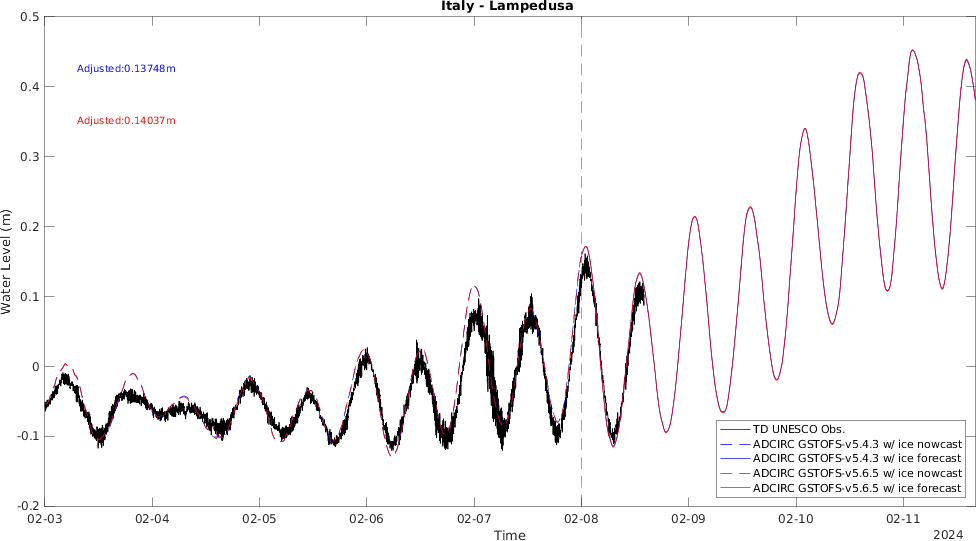 Italy - Lampedusa
0.5
Adjusted:0.13748m
0.4
Adjusted:0.14037m
0.3
0.2
Water Level (m)
0.1
0
-0.1
TD UNESCO Obs.
ADCIRC GSTOFS-v5.4.3 w/ ice nowcast
ADCIRC GSTOFS-v5.4.3 w/ ice forecast
ADCIRC GSTOFS-v5.6.5 w/ ice nowcast
ADCIRC GSTOFS-v5.6.5 w/ ice forecast
-0.2
02-03 02-04 02-05 02-06 02-07 02-08 02-09 02-10 02-11
Time
2024